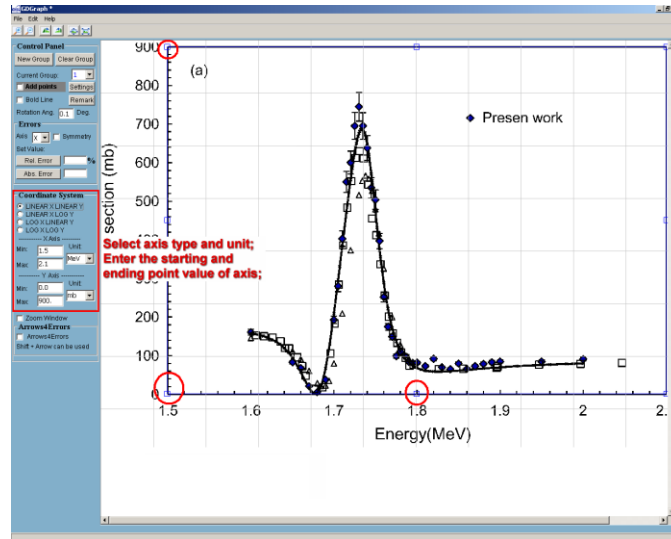 GDGraph *
File Edit Help
Control Panel
New Group Clear Group
Current Group: 1
Add points Settings
Bold Line Remark
Rotation Ang. 0.1 Deg.
Errors
Axis X Symmetry
Set Value:
Rel. Error %
Abs. Error
Coordinate System
LINEAR X LINEAR Y
LINEAR X LOG Y
LOG X LINEAR Y
LOG X LOG Y
---------- X Axis ----------
Min: 1.5 Unit
Max: 2.1 MeV
---------- Y Axis ----------
Min: 0.0 Unit
Max: 900. mb
Zoom Window
Arrows4Errors
Arrows4Errors
Shift + Arrow can be used
Select axis type and unit;
Enter the starting and
ending point value of axis;
(a)
Presen work
section (mb)
900
800
700
600
500
400
300
200
100
0
1.5 1.6 1.7 1.8 1.9 2 2.
Energy(MeV)